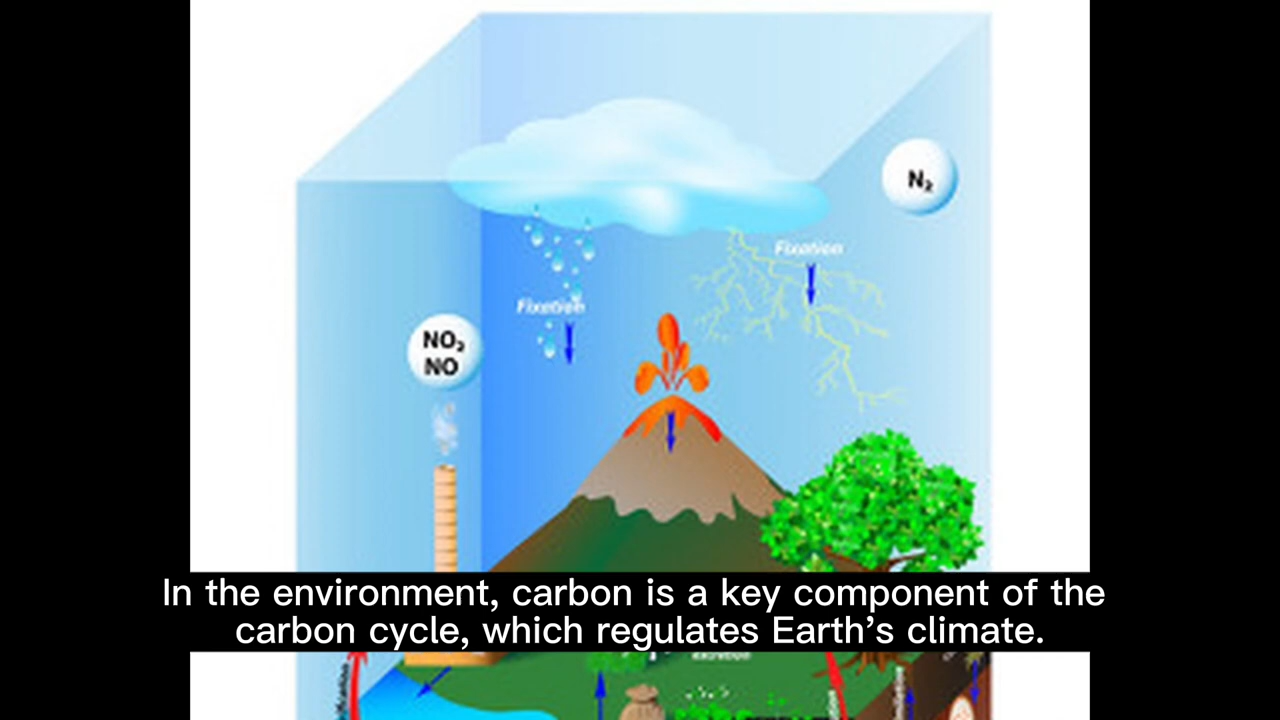 N₂
Fixation
Fixation
NO₂
NO
In the environment, carbon is a key component of the
carbon cycle, which regulates Earth’s climate.